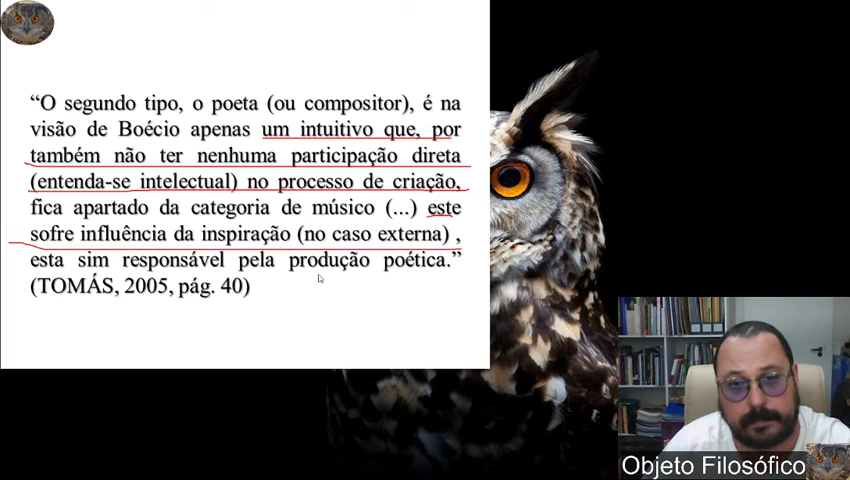 “O segundo tipo, o poeta (ou compositor), é na
visão de Boécio apenas um intuitivo que, por
também não ter nenhuma participação direta
(entenda-se intelectual) no processo de criação,
fica apartado da categoria de músico (...) este
sofre influência da inspiração (no caso externa) ,
esta sim responsável pela produção poética.”
(TOMÁS, 2005, pág. 40)
Objeto Filosófico